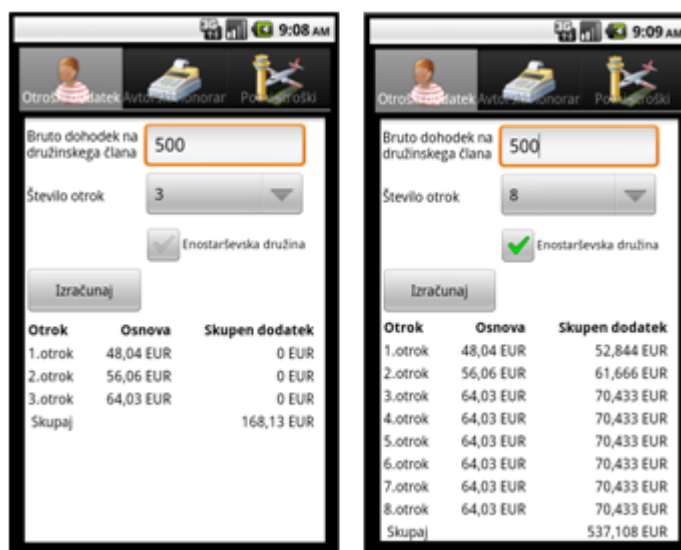 9:08 AM
Otroški dodatek Avtorski honorar Potni stroški
Bruto dohodek na
družinskega člana
500
Število otrok
3
Enostarševska družina
Izračunaj
Otrok Osnova Skupen dodatek
1.otrok 48,04 EUR 0 EUR
2.otrok 56,06 EUR 0 EUR
3.otrok 64,03 EUR 0 EUR
Skupaj 168,13 EUR
9:09 AM
Otroški dodatek Avtorski honorar Potni stroški
Bruto dohodek na
družinskega člana
500
Število otrok
8
Enostarševska družina
Izračunaj
Otrok Osnova Skupen dodatek
1.otrok 48,04 EUR 52,844 EUR
2.otrok 56,06 EUR 61,666 EUR
3.otrok 64,03 EUR 70,433 EUR
4.otrok 64,03 EUR 70,433 EUR
5.otrok 64,03 EUR 70,433 EUR
6.otrok 64,03 EUR 70,433 EUR
7.otrok 64,03 EUR 70,433 EUR
8.otrok 64,03 EUR 70,433 EUR
Skupaj 537,108 EUR